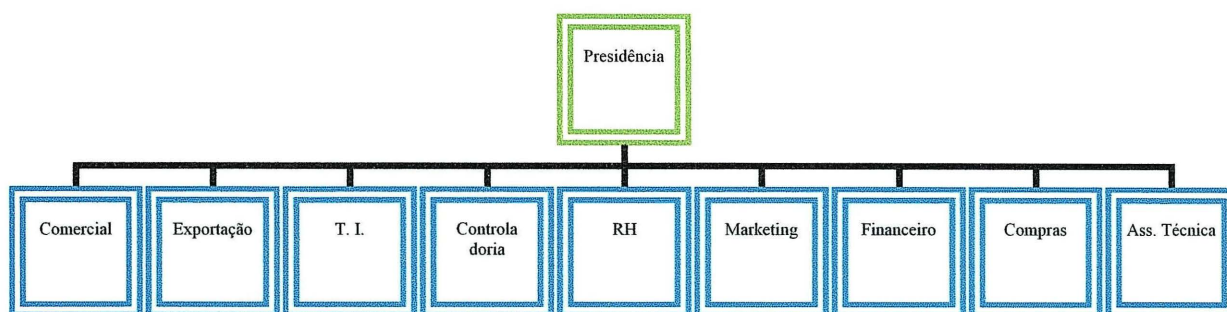 Presidência
Comercial
Exportação
T. I.
Controla
doria
RH
Marketing
Financeiro
Compras
Ass. Técnica